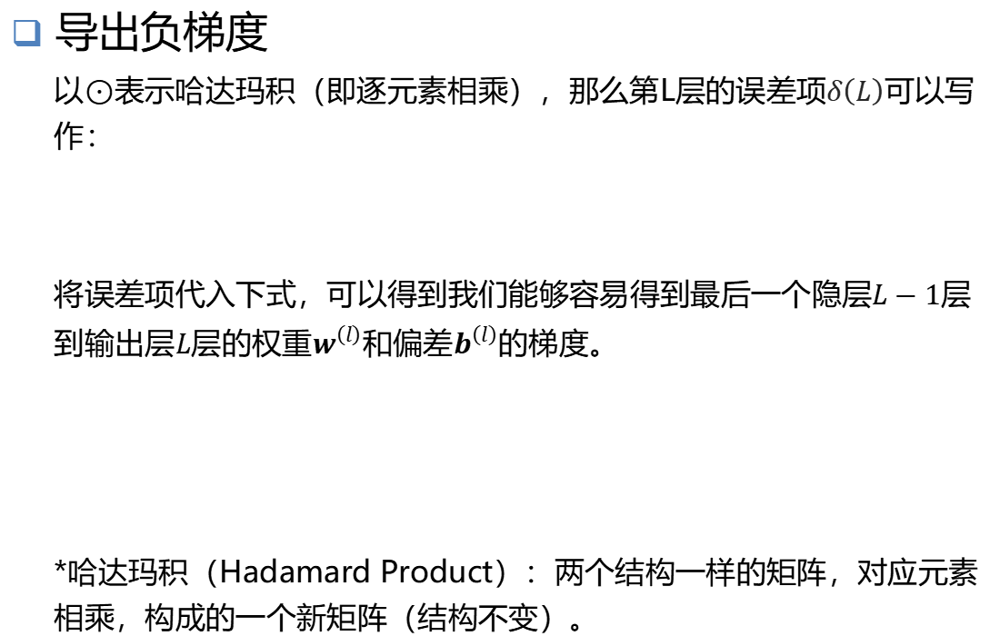 导出负梯度
以⊙表示哈达玛积（即逐元素相乘），那么第L层的误差项δ(L)可以写
作：
将误差项代入下式，可以得到我们能够容易得到最后一个隐层L − 1层
到输出层L层的权重w^(l)和偏差b^(l)的梯度。
*哈达玛积（Hadamard Product）：两个结构一样的矩阵，对应元素
相乘，构成的一个新矩阵（结构不变）。